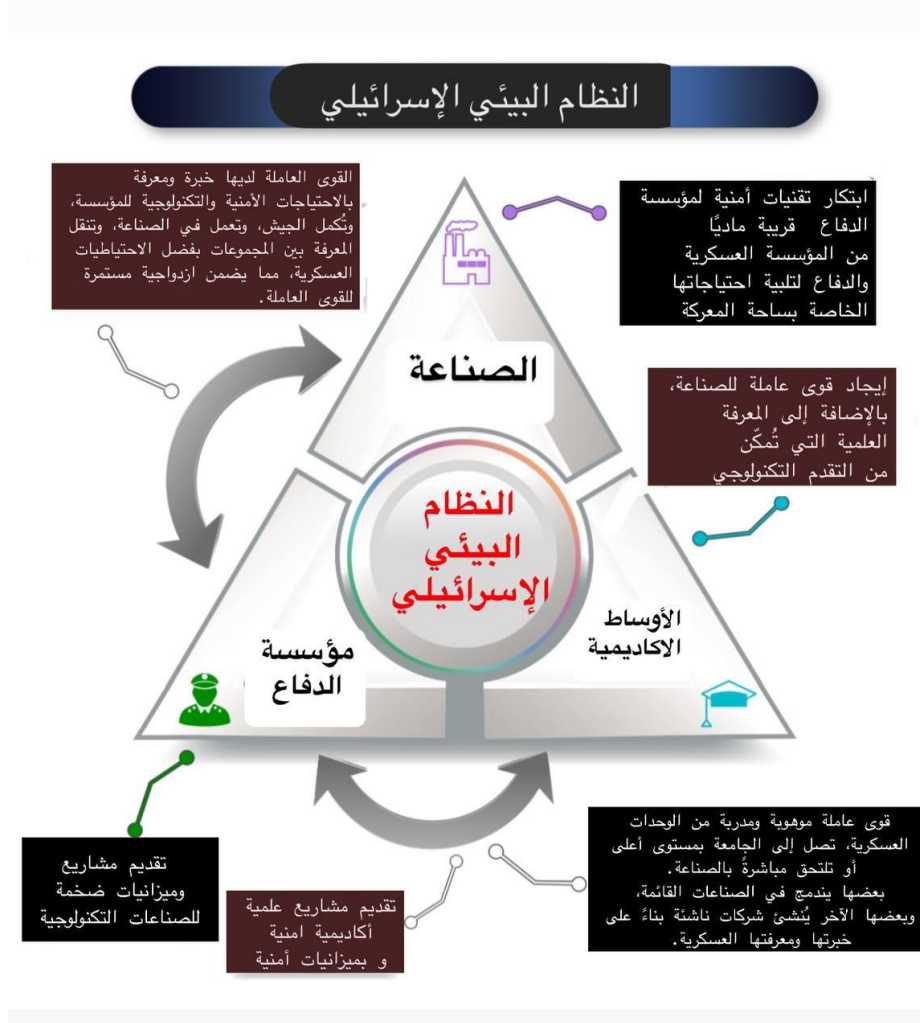 النظام البيئي الإسرائيلي
القوى العاملة لديها خبرة ومعرفة
بالاحتياجات الأمنية والتكنولوجية للمؤسسة،
وتُكمل الجيش، وتعمل في الصناعة، وتنقل
المعرفة بين المجموعات بفضل الاحتياطيات
العسكرية، مما يضمن ازدواجية مستمرة
للقوى العاملة.
ابتكار تقنيات أمنية لمؤسسة
الدفاع قريبة ماديًا
من المؤسسة العسكرية
والدفاع لتلبية احتياجاتها
الخاصة بساحة المعركة
الصناعة
إيجاد قوى عاملة للصناعة،
بالإضافة إلى المعرفة
العلمية التي تُمكّن
من التقدم التكنولوجي
النظام
البيئي
الإسرائيلي
الأوساط
الاكاديمية
مؤسسة
الدفاع
قوى عاملة موهوبة ومدربة من الوحدات
العسكرية، تصل إلى الجامعة بمستوى أعلى
أو تلتحق مباشرةً بالصناعة.
بعضها يندمج في الصناعات القائمة،
وبعضها الآخر يُنشئ شركات ناشئة بناءً على
خبرتها ومعرفتها العسكرية.
تقديم مشاريع
وميزانيات ضخمة
للصناعات التكنولوجية
تقديم مشاريع علمية
أكاديمية امنية
و بميزانيات أمنية